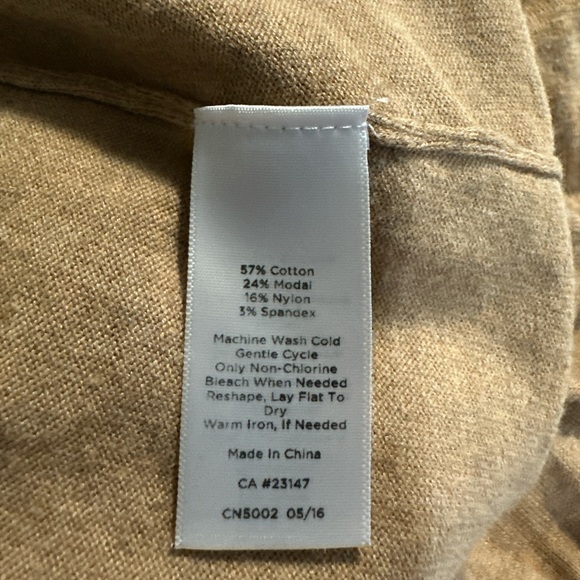 57% Cotton
24% Modal
16% Nylon
3% Spandex
Machine Wash Cold
Gentle Cycle
Only Non-Chlorine
Bleach When Needed
Reshape, Lay Flat To
Dry
Warm Iron, If Needed
Made In China
CA #23147
CN5002 05/16